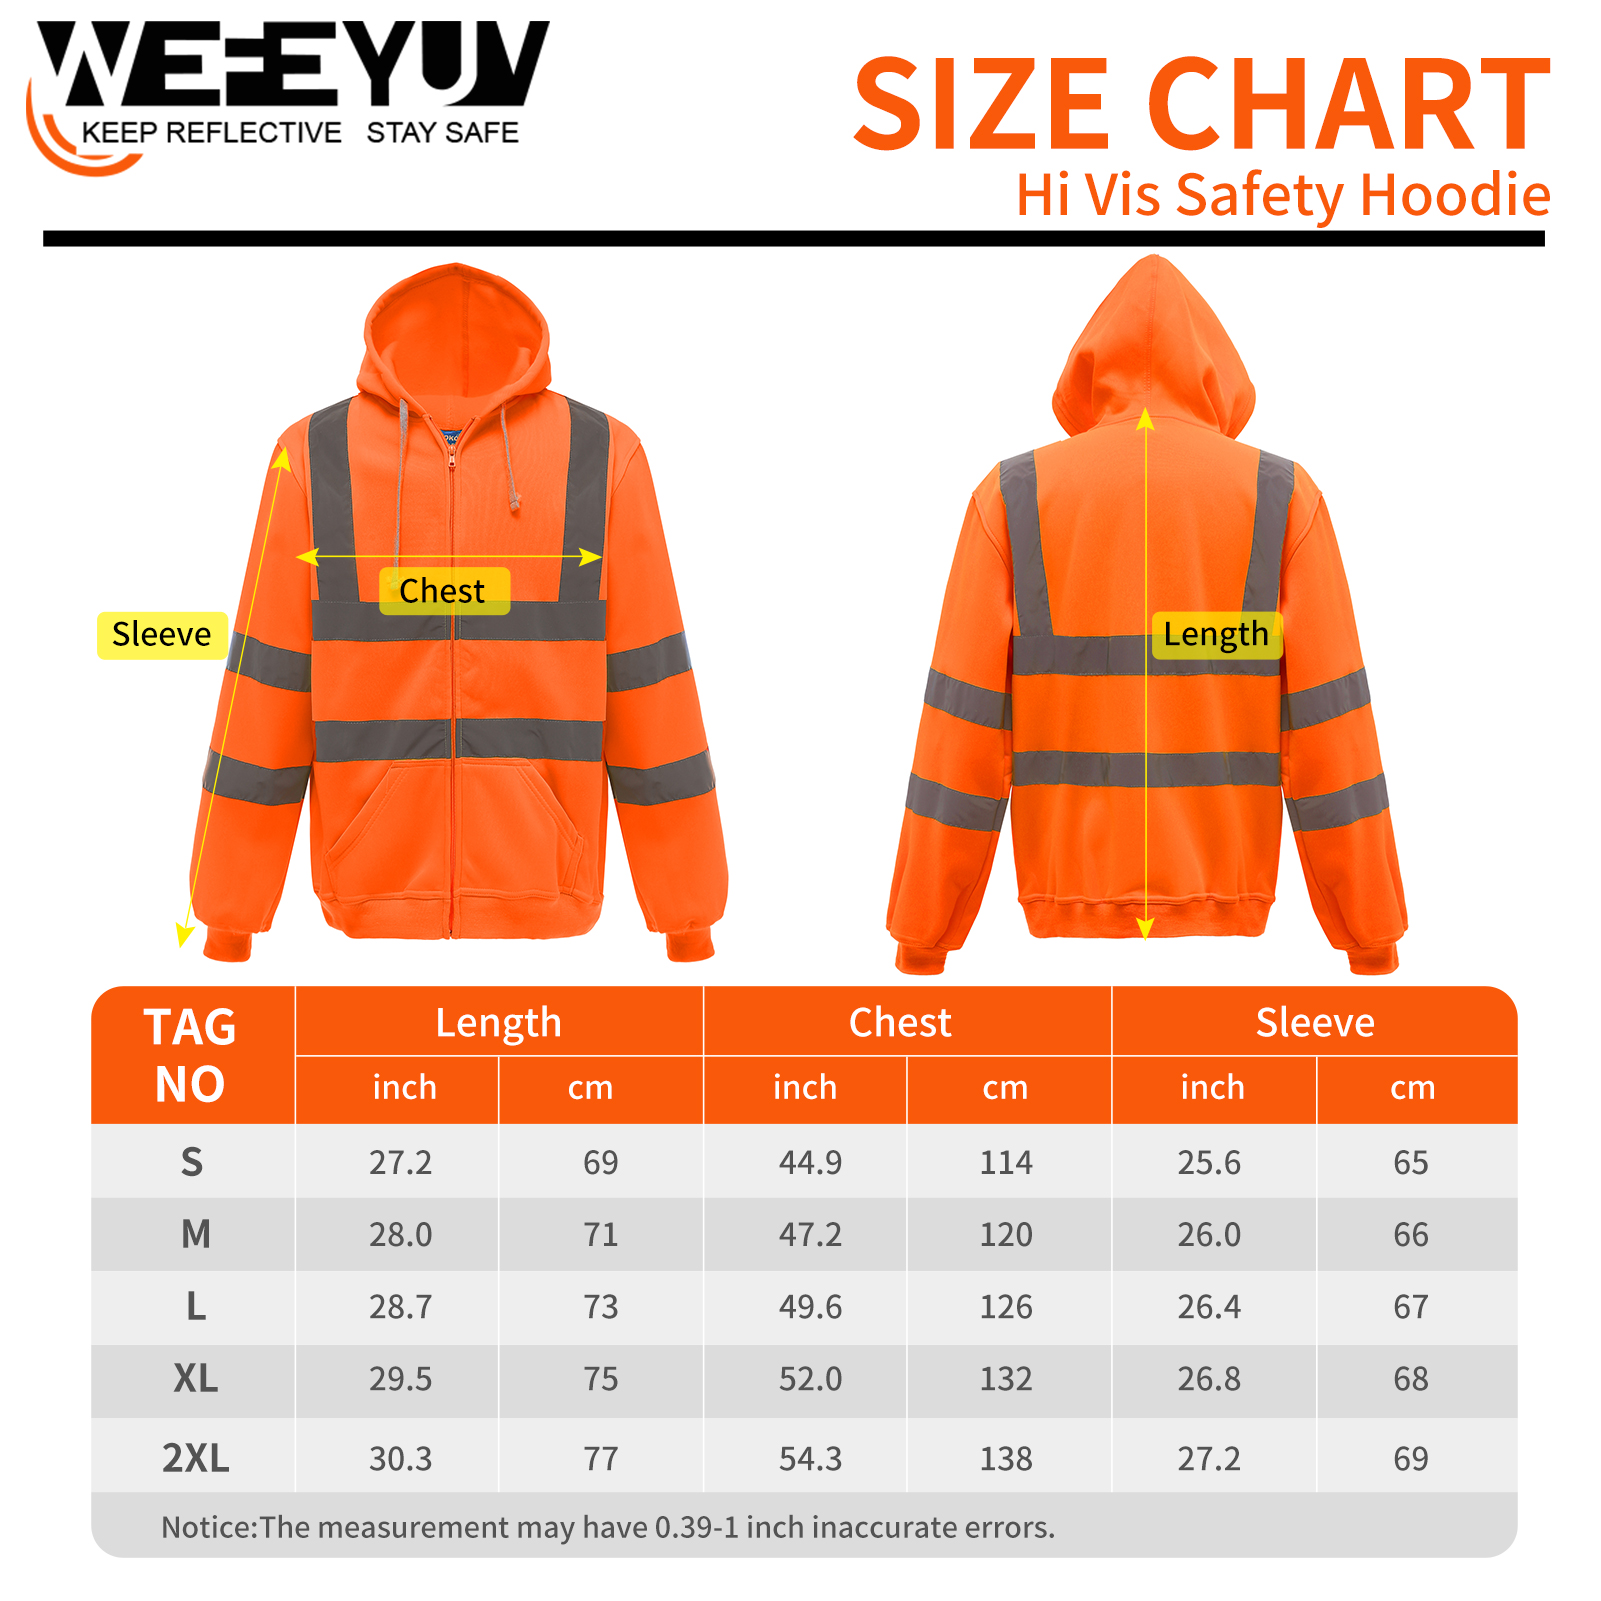 WEFEYUV
KEEP REFLECTIVE STAY SAFE
SIZE CHART
Hi Vis Safety Hoodie
Chest
Sleeve
Length
TAG NO Length Chest Sleeve
inch cm inch cm inch cm
S 27.2 69 44.9 114 25.6 65
M 28.0 71 47.2 120 26.0 66
L 28.7 73 49.6 126 26.4 67
XL 29.5 75 52.0 132 26.8 68
2XL 30.3 77 54.3 138 27.2 69
Notice:The measurement may have 0.39-1 inch inaccurate errors.